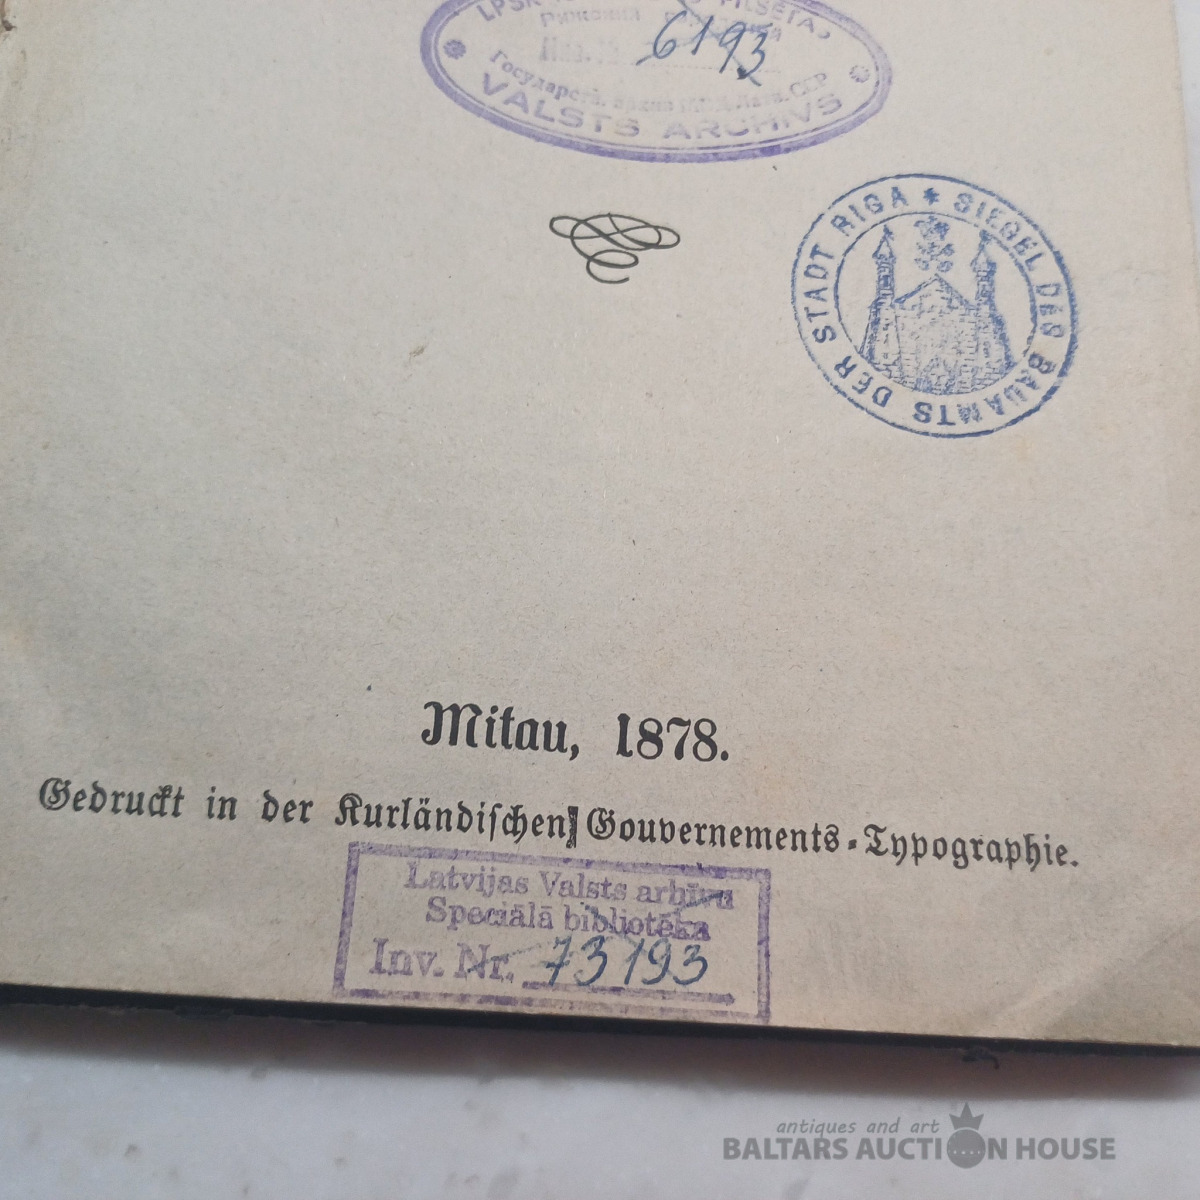 6193
VALSTS ARCHIVS
SIEGEL DES BAUAMTS DER STADT RIGA
Mitau, 1878.
Gedruckt in der Kurländischen Gouvernements-Typographie.
Latvijas Valsts arhīvu
Speciālā bibliotēka
Inv. Nr. 73193
antiques and art
BALTARS AUCTION HOUSE